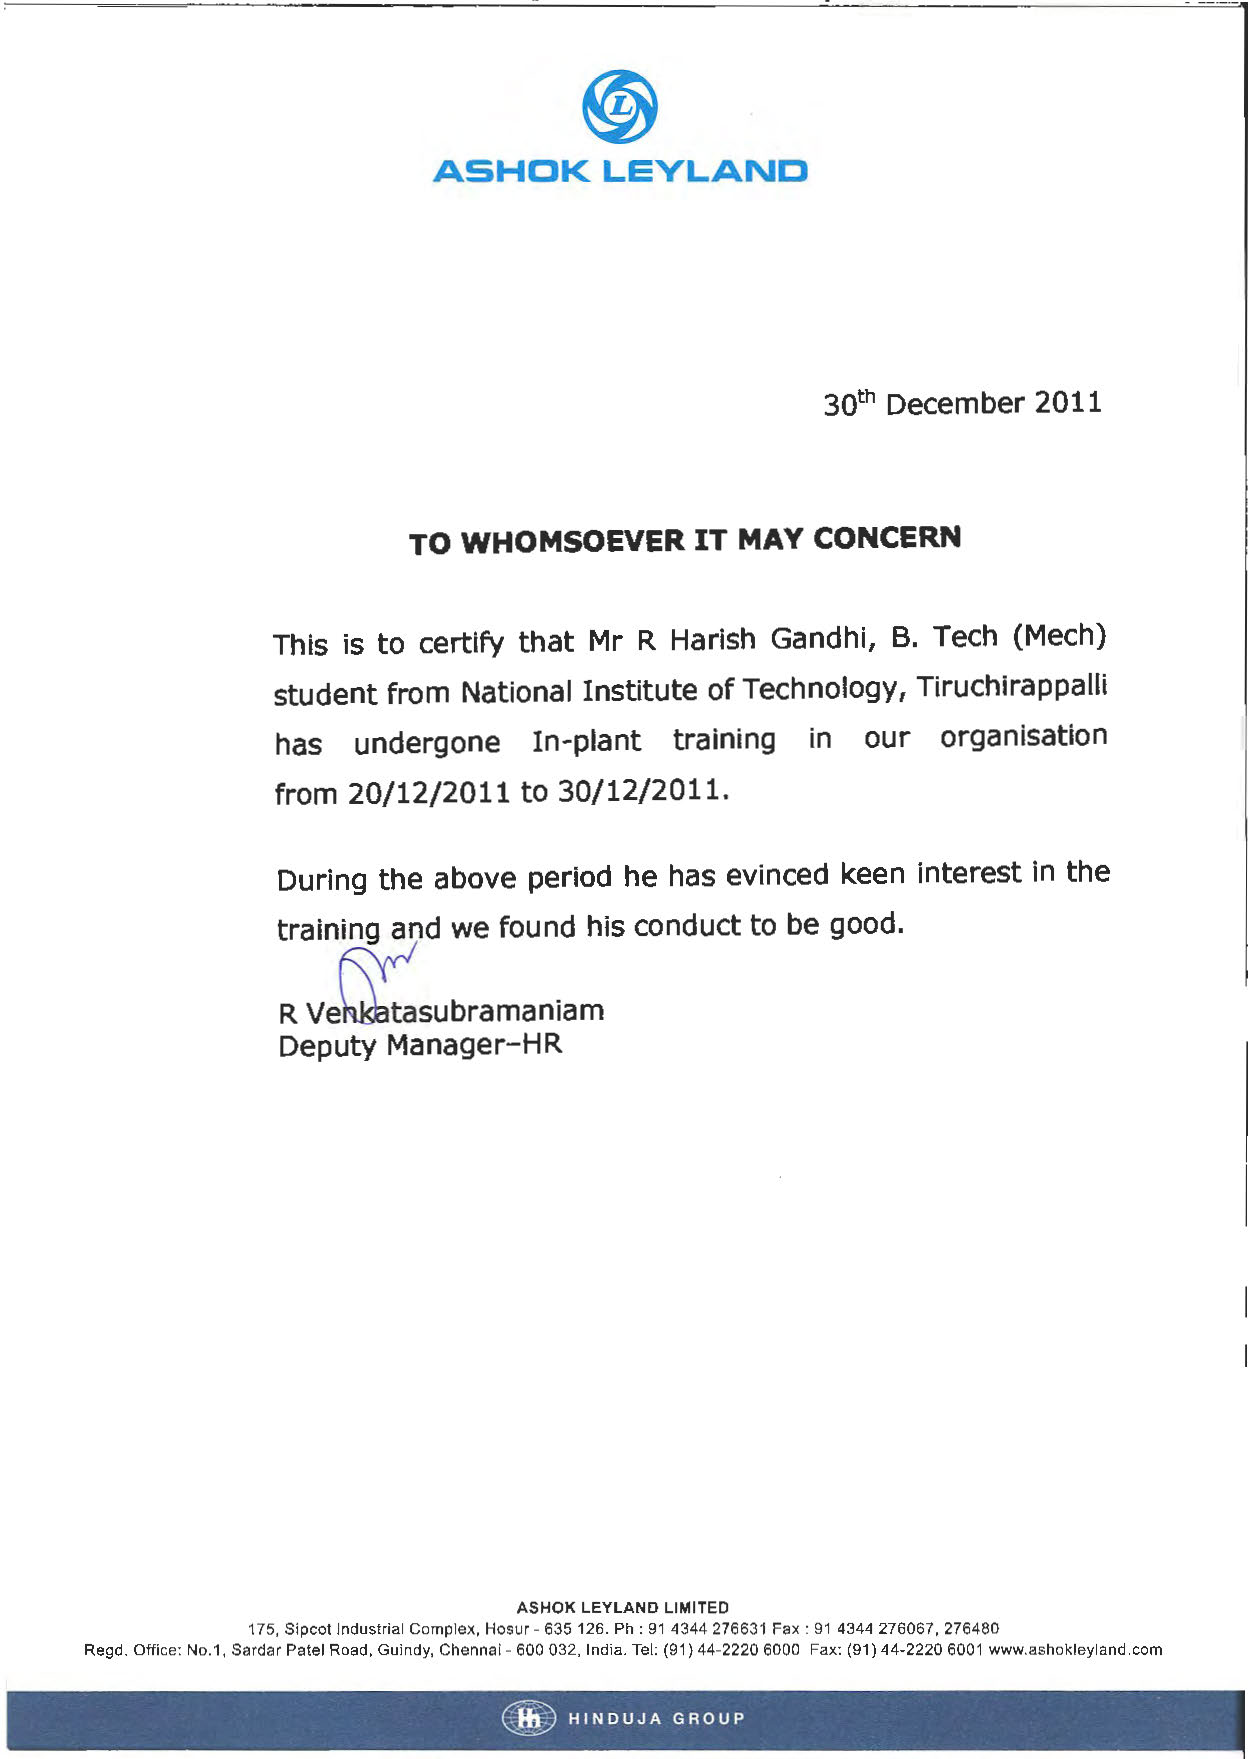 L
ASHOK LEYLAND
30th December 2011
TO WHOMSOEVER IT MAY CONCERN
This is to certify that Mr R Harish Gandhi, B. Tech (Mech)
student from National Institute of Technology, Tiruchirappalli
has undergone In-plant training in our organisation
from 20/12/2011 to 30/12/2011.
During the above period he has evinced keen interest in the
training and we found his conduct to be good.
R Venkatasubramaniam
Deputy Manager–HR
ASHOK LEYLAND LIMITED
175, Sipcot Industrial Complex, Hosur - 635 126. Ph : 91 4344 276631 Fax : 91 4344 276067, 276480
Regd. Office: No.1, Sardar Patel Road, Guindy, Chennai - 600 032, India. Tel: (91) 44-2220 6000 Fax: (91) 44-2220 6001 www.ashokleyland.com
HINDUJA GROUP